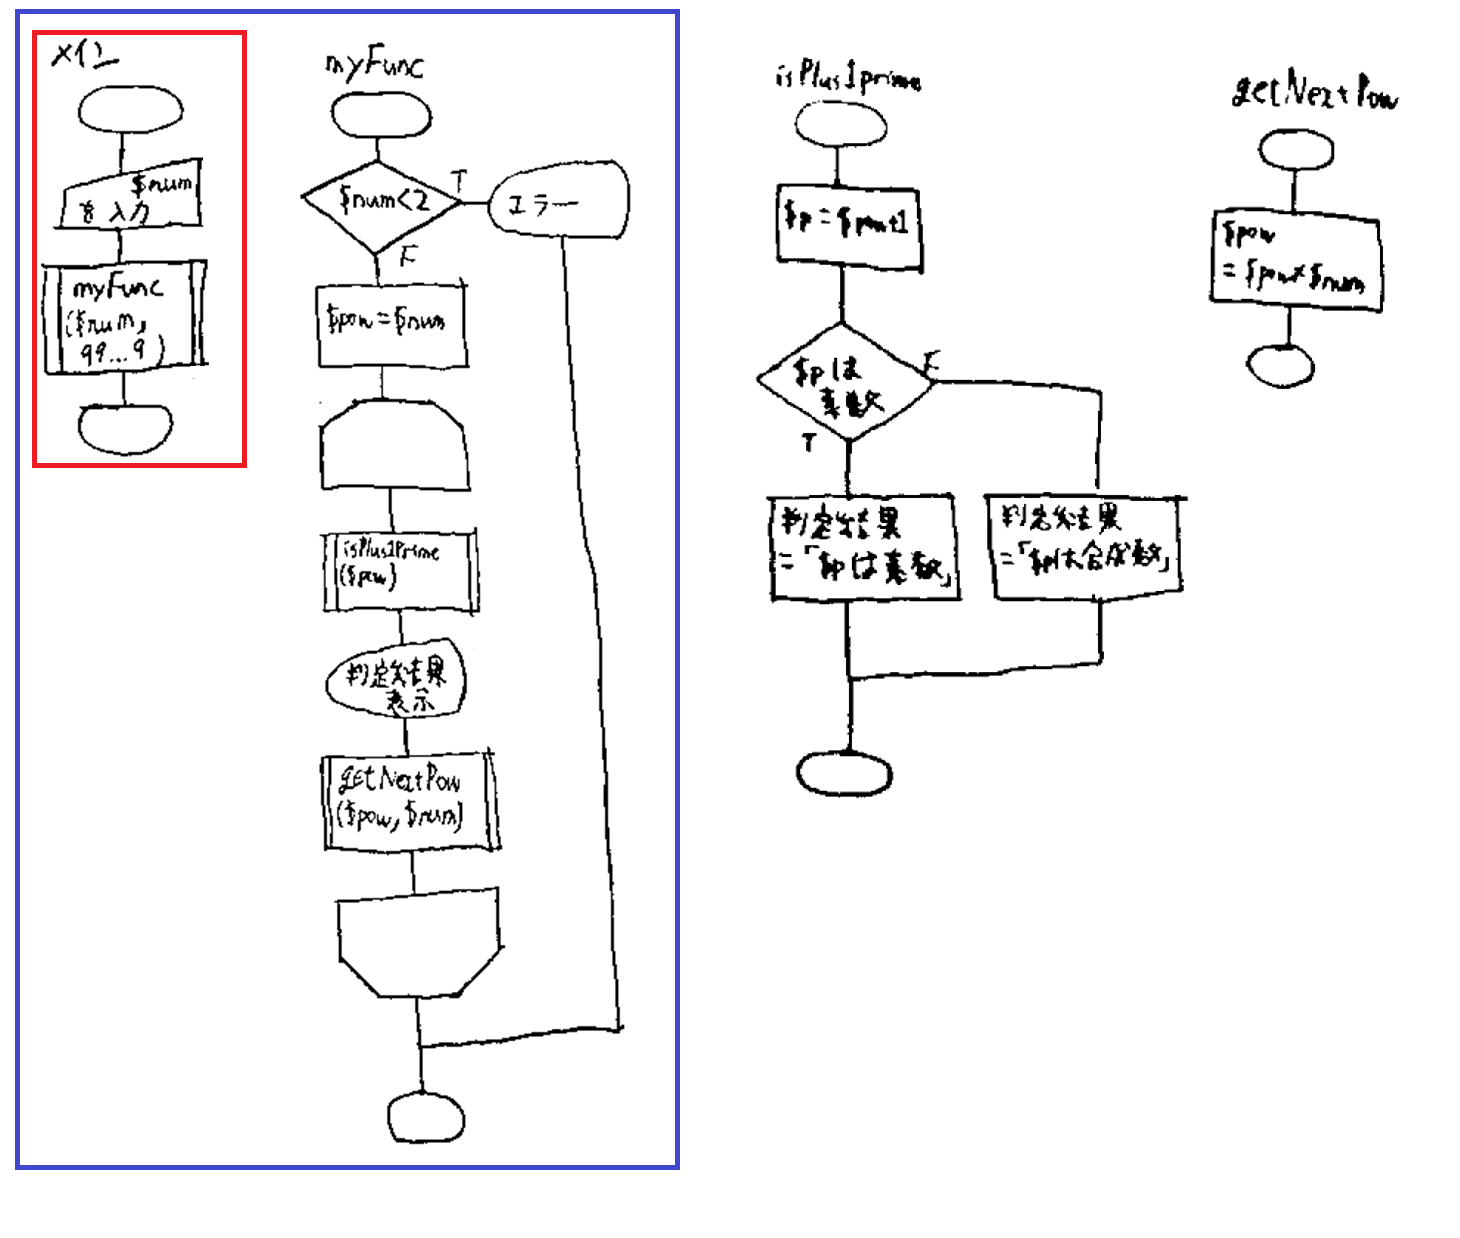 メイン
$num
を入力
myFunc
($num,
99...9)
myFunc
$num<2
T
エラー
F
$pow=$num
isPlus1Prime
($pow)
判定結果
表示
getNextPow
($pow, $num)
isPlus1prime
$p=$pow+1
$pは
素数
F
T
判定結果
=「$pは素数」
判定結果
=「$pは合成数」
getNextPow
$pow
=$pow×$num